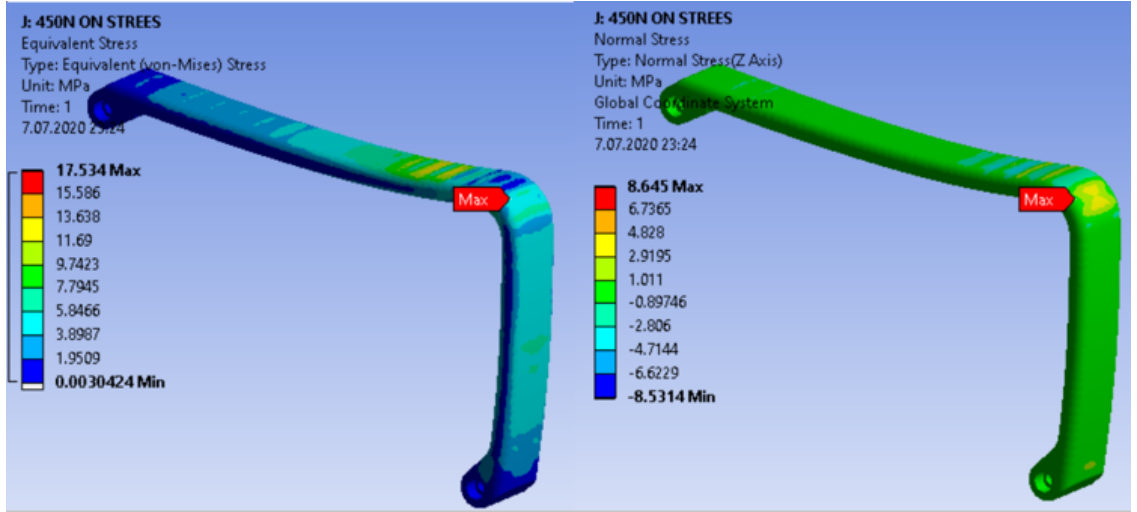 J: 450N ON STREES
Equivalent Stress
Type: Equivalent (von-Mises) Stress
Unit: MPa
Time: 1
7.07.2020 23:24
17.534 Max
15.586
13.638
11.69
9.7423
7.7945
5.8466
3.8987
1.9509
0.0030424 Min
Max
J: 450N ON STREES
Normal Stress
Type: Normal Stress(Z Axis)
Unit: MPa
Global Coordinate System
Time: 1
7.07.2020 23:24
8.645 Max
6.7365
4.828
2.9195
1.011
-0.89746
-2.806
-4.7144
-6.6229
-8.5314 Min
Max